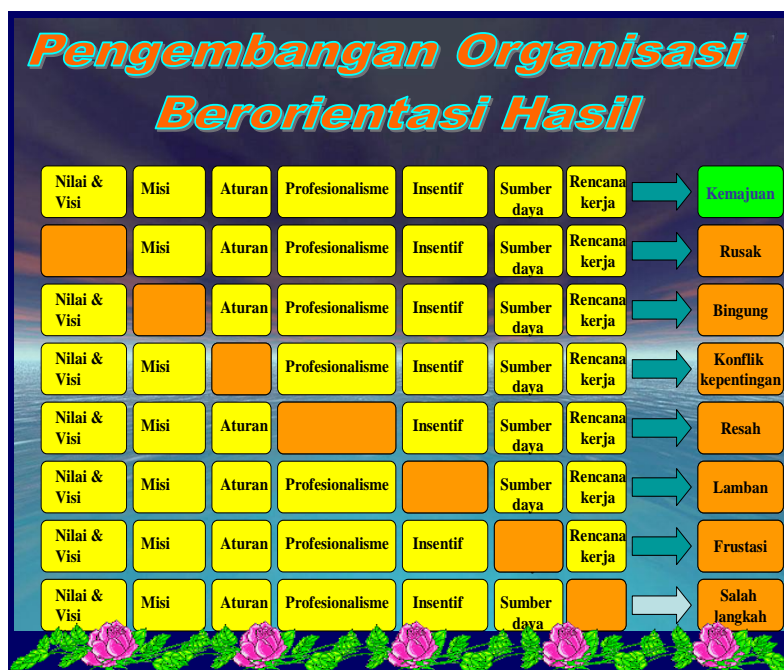 Pengembangan Organisasi
Berorientasi Hasil
Nilai & Visi Misi Aturan Profesionalisme Insentif Sumber daya Rencana kerja Kemajuan
Misi Aturan Profesionalisme Insentif Sumber daya Rencana kerja Rusak
Nilai & Visi Aturan Profesionalisme Insentif Sumber daya Rencana kerja Bingung
Nilai & Visi Misi Profesionalisme Insentif Sumber daya Rencana kerja Konflik kepentingan
Nilai & Visi Misi Aturan Insentif Sumber daya Rencana kerja Resah
Nilai & Visi Misi Aturan Profesionalisme Sumber daya Rencana kerja Lamban
Nilai & Visi Misi Aturan Profesionalisme Insentif Rencana kerja Frustasi
Nilai & Visi Misi Aturan Profesionalisme Insentif Sumber daya Salah langkah